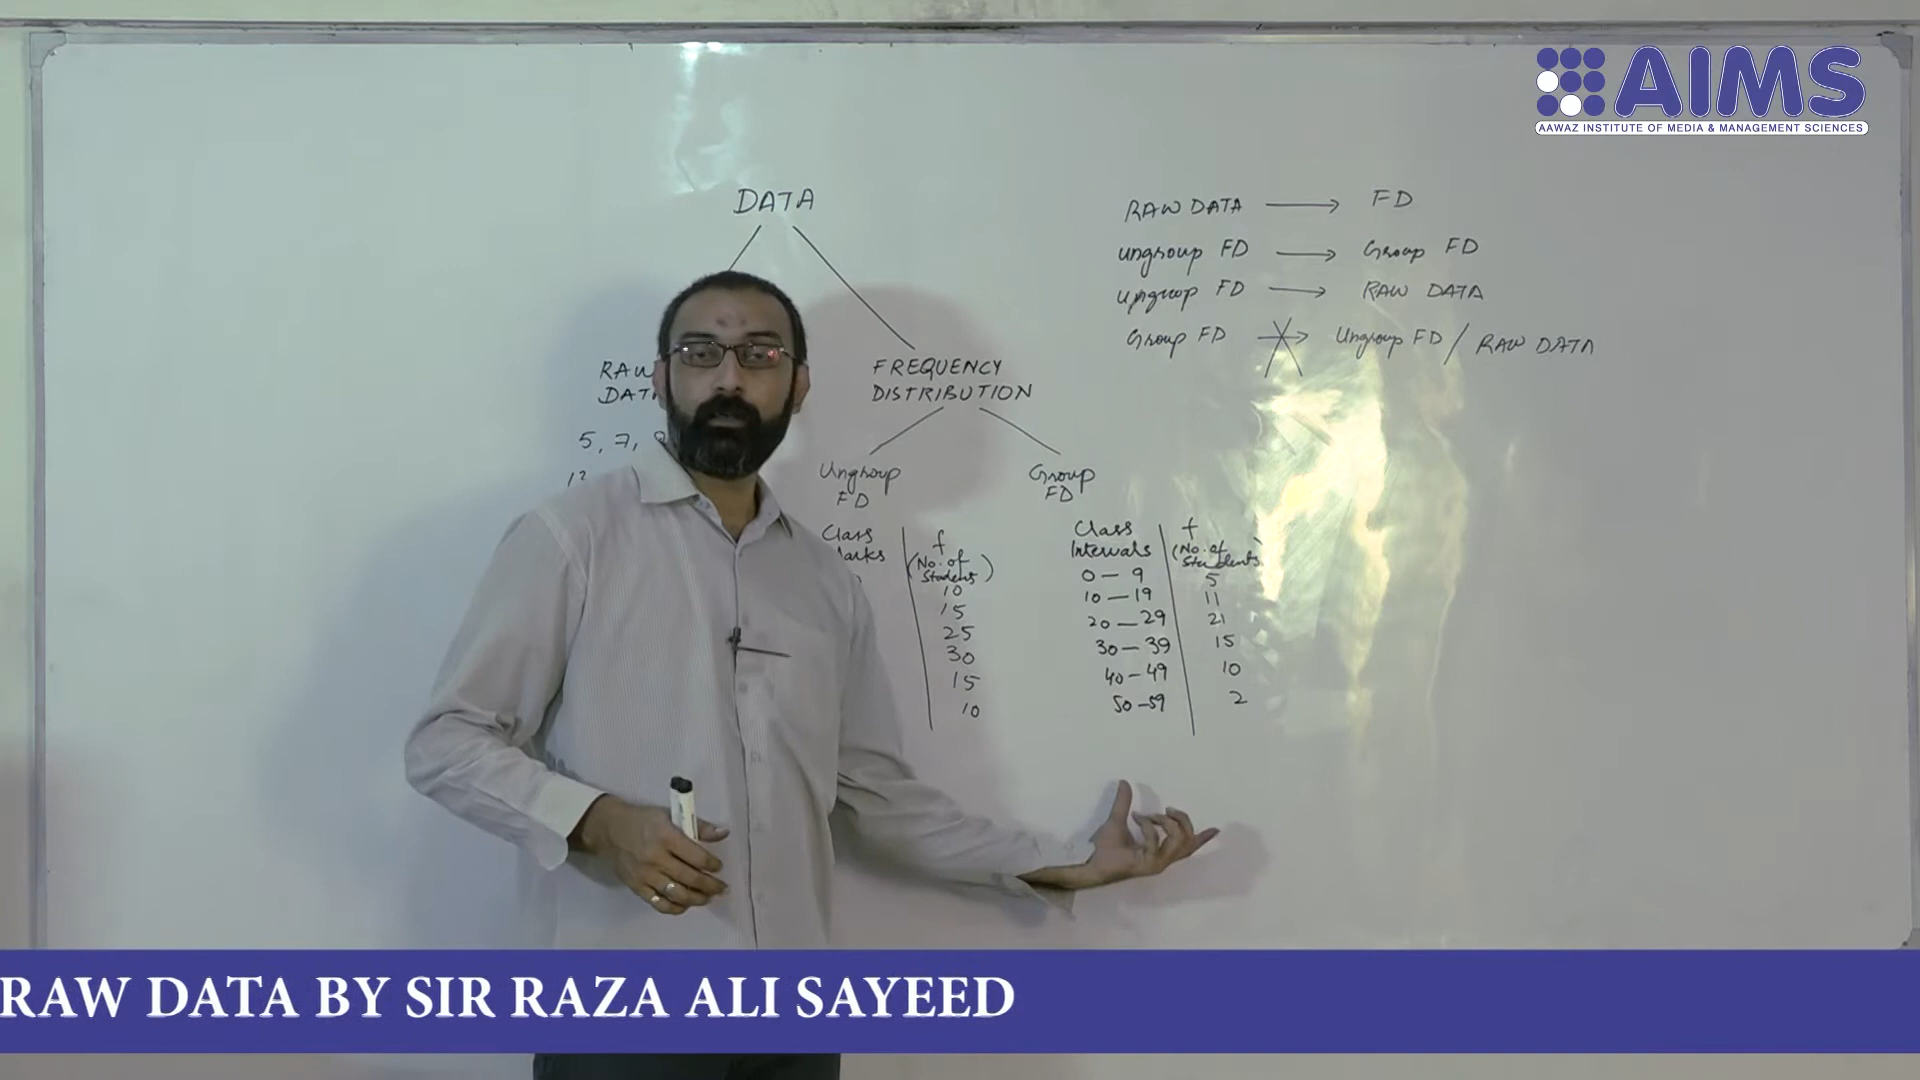 AIMS
AAWAZ INSTITUTE OF MEDIA & MANAGEMENT SCIENCES
DATA
RAW DATA → FD
ungroup FD → Group FD
ungroup FD → RAW DATA
Group FD → Ungroup FD / RAW DATA
RAW
DAT
FREQUENCY
DISTRIBUTION
5, 7,
Ungroup
FD
Group
FD
Class
arks
f
(No. of
Student)
10
15
25
30
15
10
Class
Intervals
f
(No. of
Students)
0 — 9 5
10 — 19 11
20 — 29 21
30 — 39 15
40 — 49 10
50 — 59 2
RAW DATA BY SIR RAZA ALI SAYEED